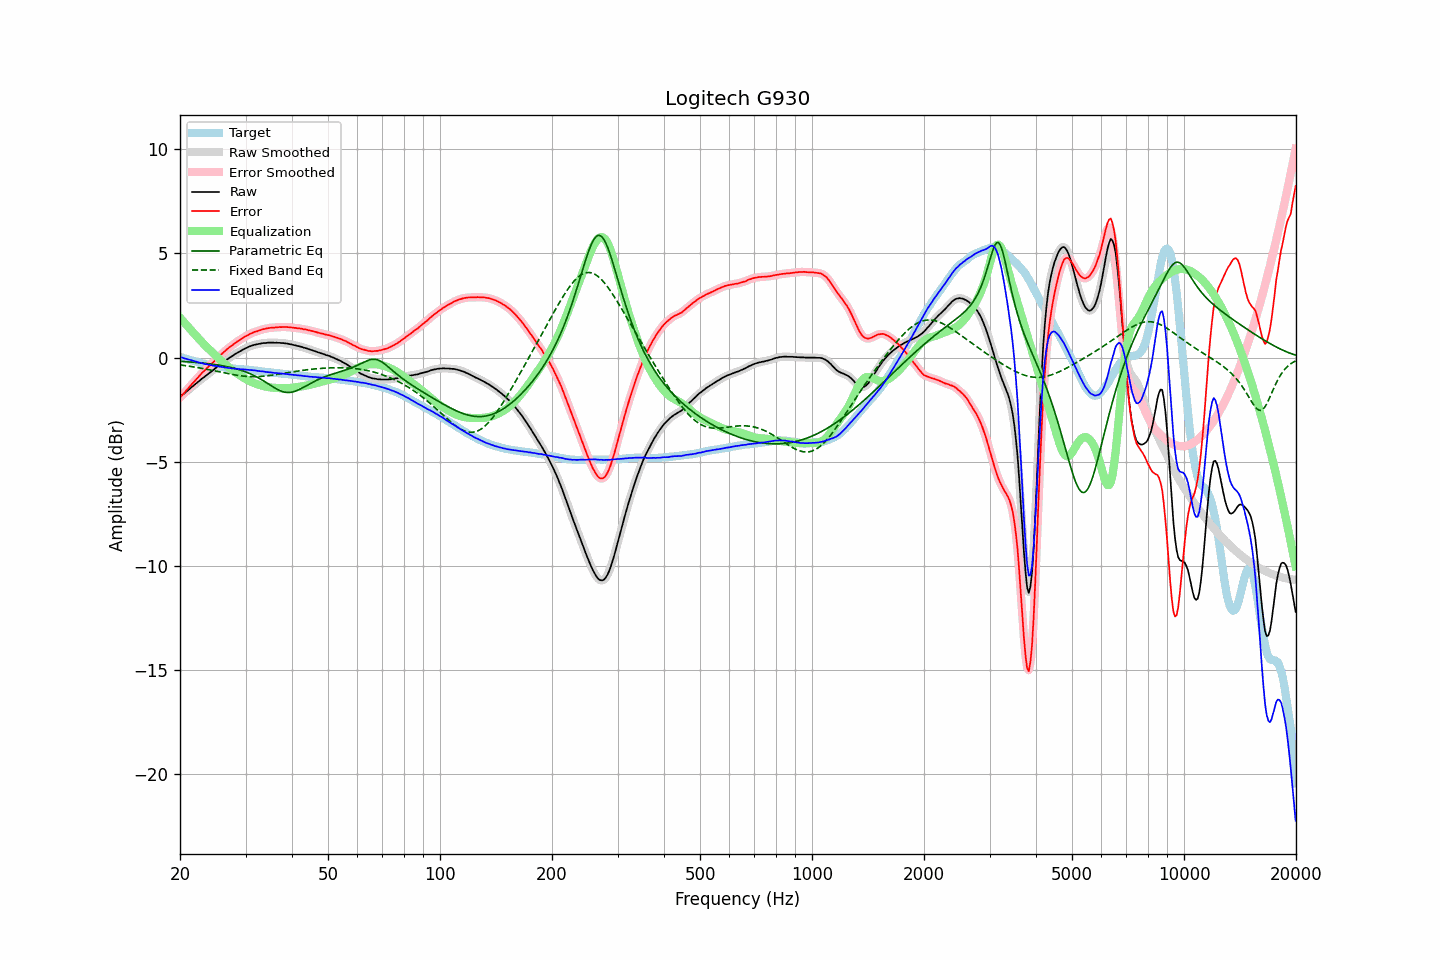 Logitech G930
Target
Raw Smoothed
Error Smoothed
Raw
Error
Equalization
Parametric Eq
Fixed Band Eq
Equalized
10
5
0
−5
−10
−15
−20
Amplitude (dBr)
20 50 100 200 500 1000 2000 5000 10000 20000
Frequency (Hz)